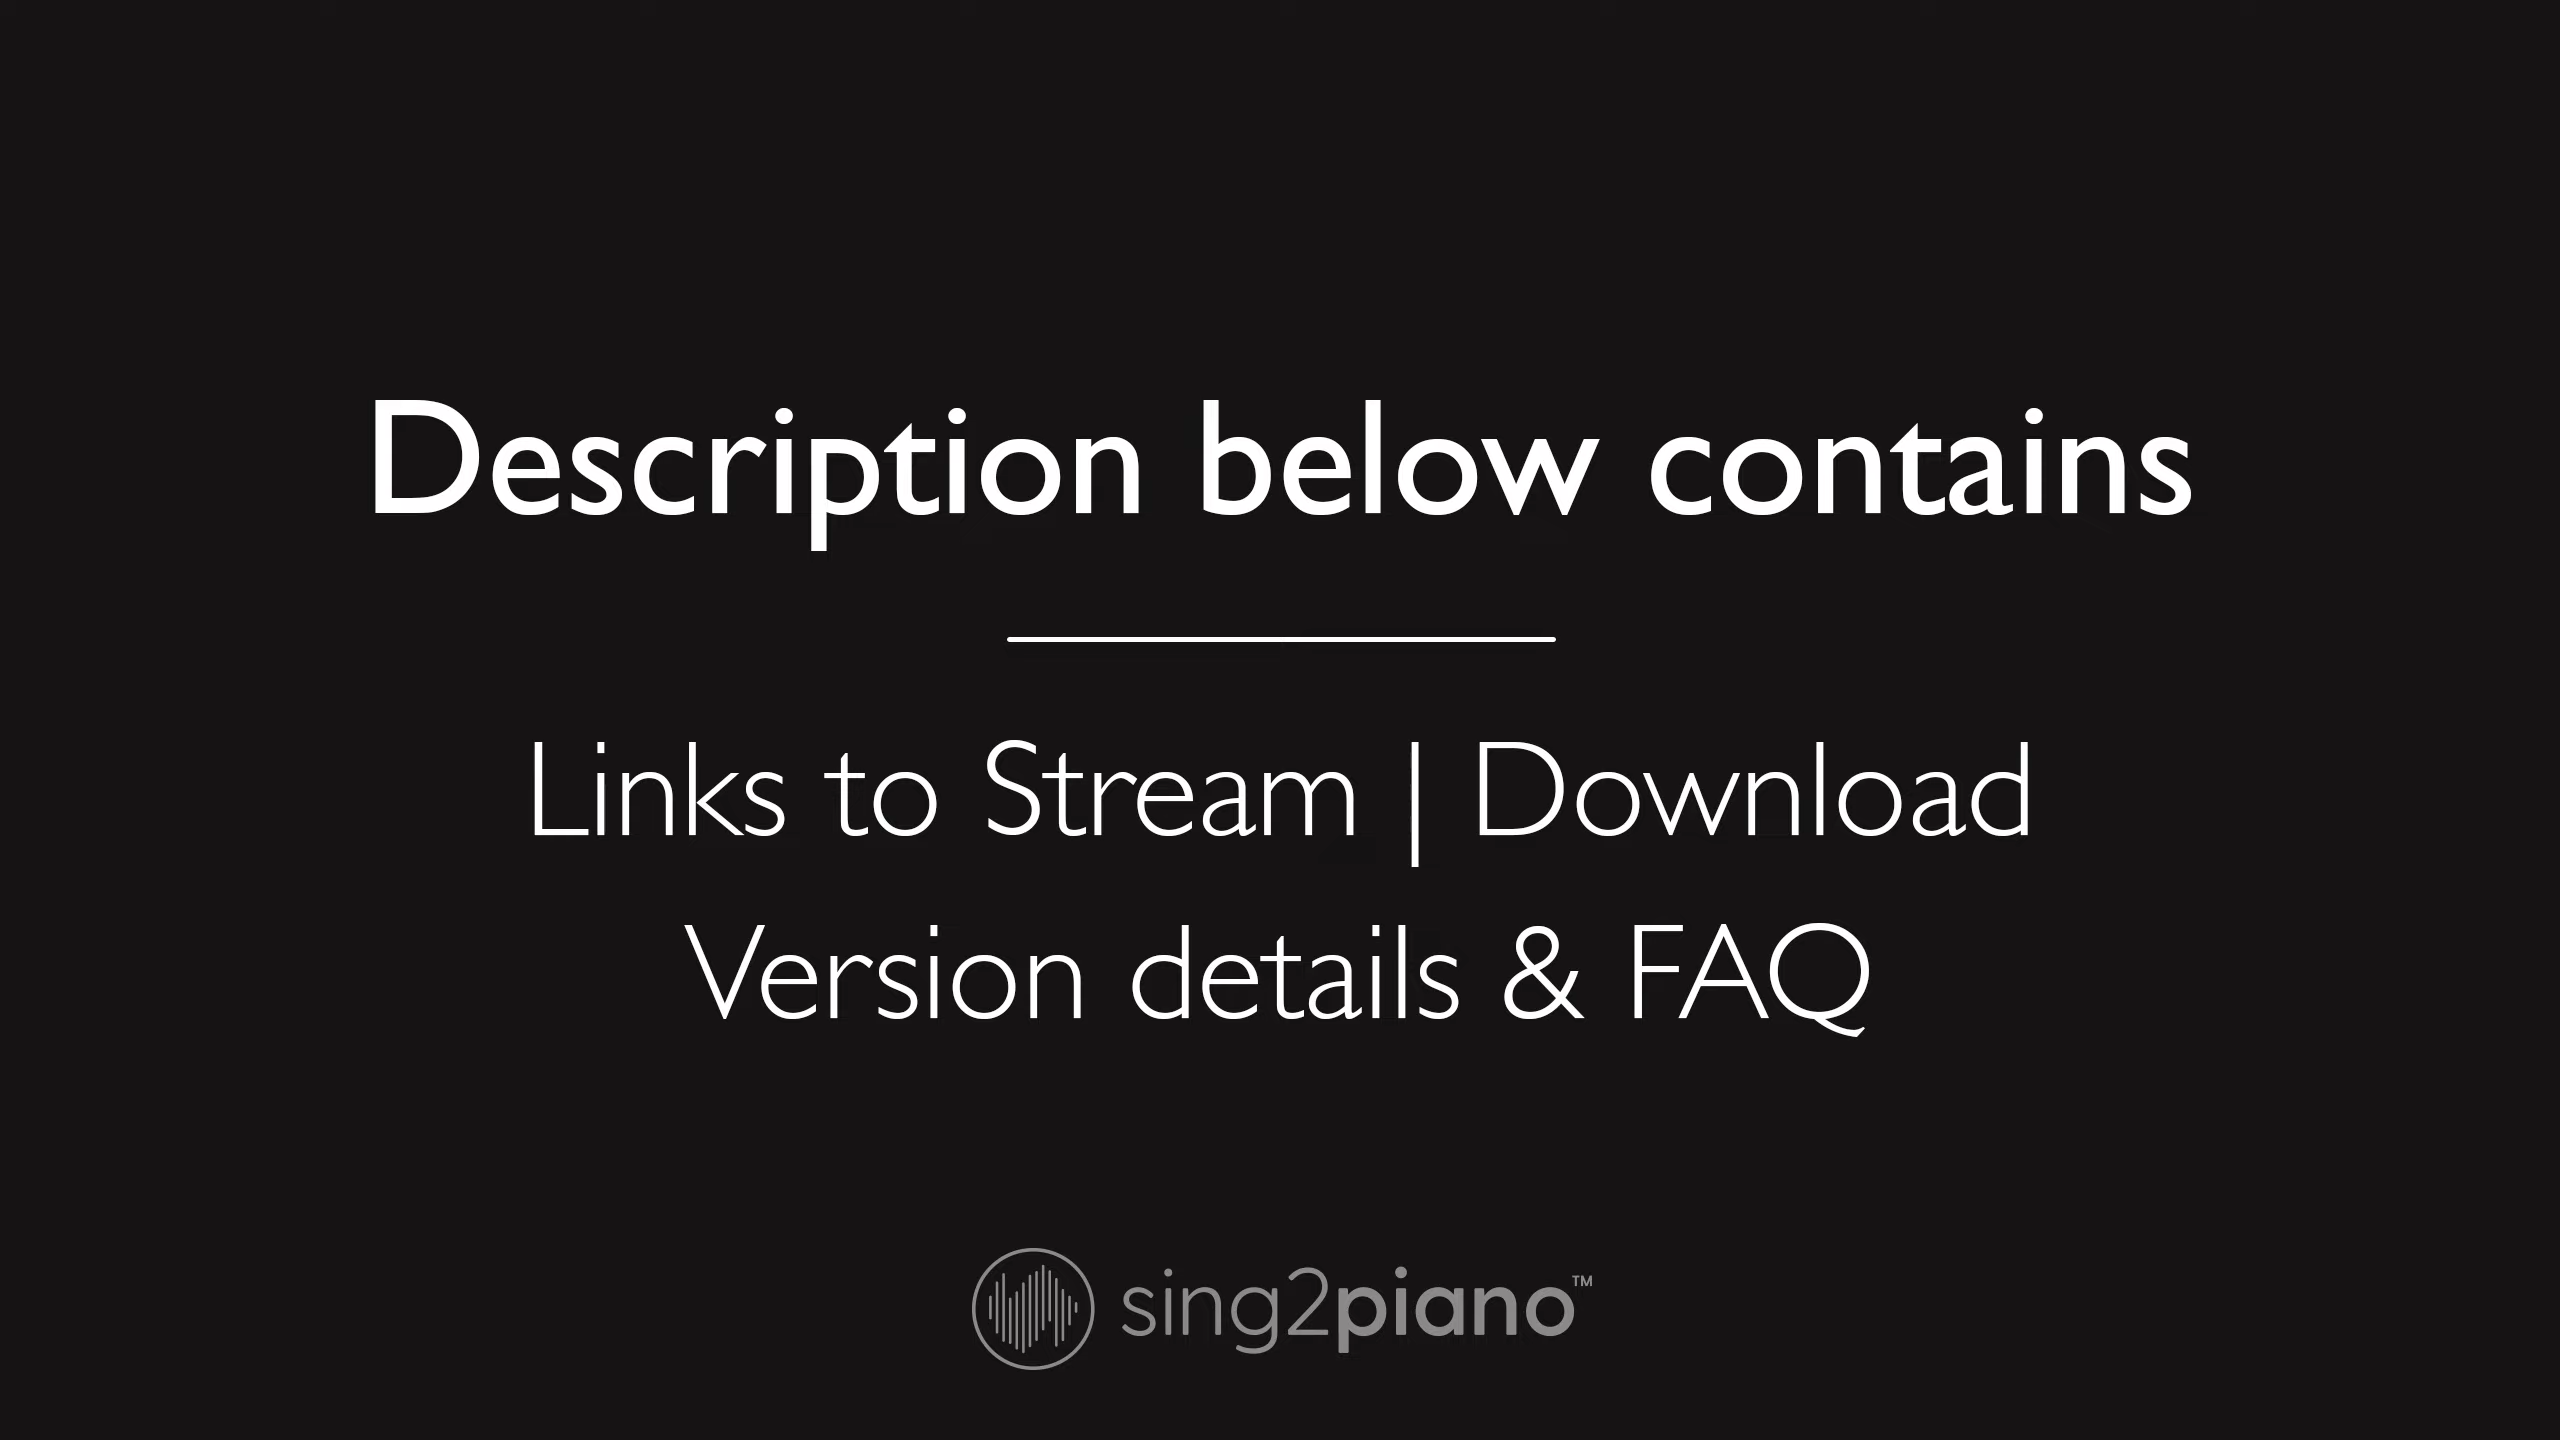 Description below contains
Links to Stream | Download
Version details & FAQ
sing2piano™